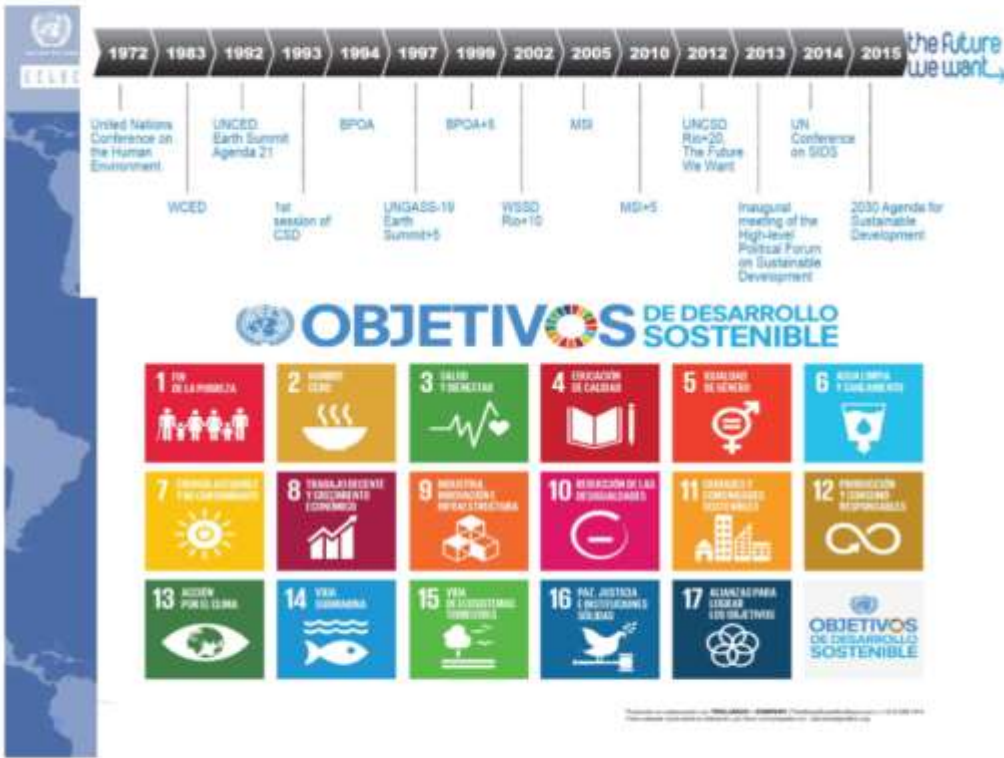 ECLAC
1972
1983
1992
1993
1994
1997
1999
2002
2005
2010
2012
2013
2014
2015
the Future
we want
United Nations
Conference on
the Human
Environment
UNCED
Earth Summit
Agenda 21
BPOA
BPOA+5
MSI
UNCSD
Rio+20,
The Future
We Want
UN
Conference
on SIDS
WCED
1st
session of
CSD
UNGASS-19
Earth
Summit+5
WSSD
Rio+10
MSI+5
Inaugural
meeting of the
High-level
Political Forum
on Sustainable
Development
2030 Agenda for
Sustainable
Development
OBJETIVOS DE DESARROLLO
SOSTENIBLE
1 FIN
DE LA POBREZA
2 HAMBRE
CERO
3 SALUD
Y BIENESTAR
4 EDUCACIÓN
DE CALIDAD
5 IGUALDAD
DE GÉNERO
6 AGUA LIMPIA
Y SANEAMIENTO
7 ENERGÍA ASEQUIBLE
Y NO CONTAMINANTE
8 TRABAJO DECENTE
Y CRECIMIENTO
ECONÓMICO
9 INDUSTRIA,
INNOVACIÓN E
INFRAESTRUCTURA
10 REDUCCIÓN DE LAS
DESIGUALDADES
11 CIUDADES Y
COMUNIDADES
SOSTENIBLES
12 PRODUCCIÓN
Y CONSUMO
RESPONSABLES
13 ACCIÓN
POR EL CLIMA
14 VIDA
SUBMARINA
15 VIDA
DE ECOSISTEMAS
TERRESTRES
16 PAZ, JUSTICIA
E INSTITUCIONES
SÓLIDAS
17 ALIANZAS PARA
LOGRAR
LOS OBJETIVOS
OBJETIVOS
DE DESARROLLO
SOSTENIBLE